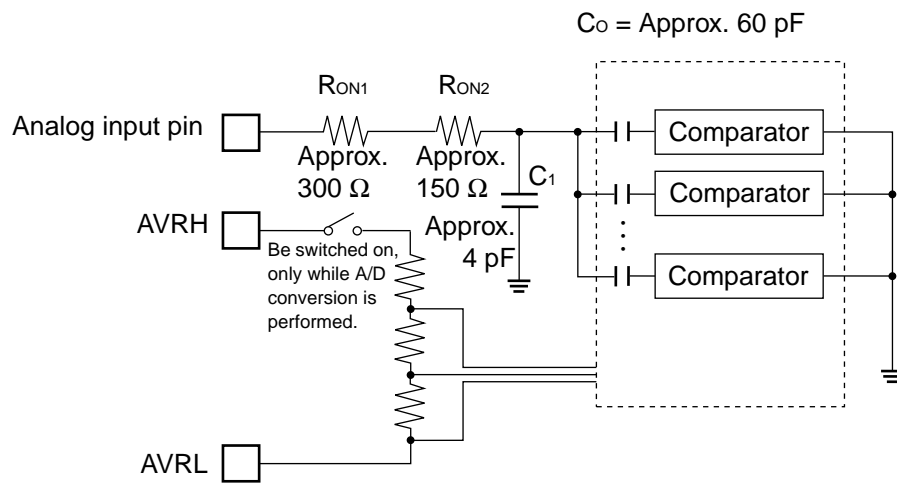 C0 = Approx. 60 pF
RON1
RON2
Analog input pin
Approx.
300 Ω
Approx.
150 Ω
C1
Approx.
4 pF
Comparator
Comparator
Comparator
AVRH
Be switched on,
only while A/D
conversion is
performed.
AVRL